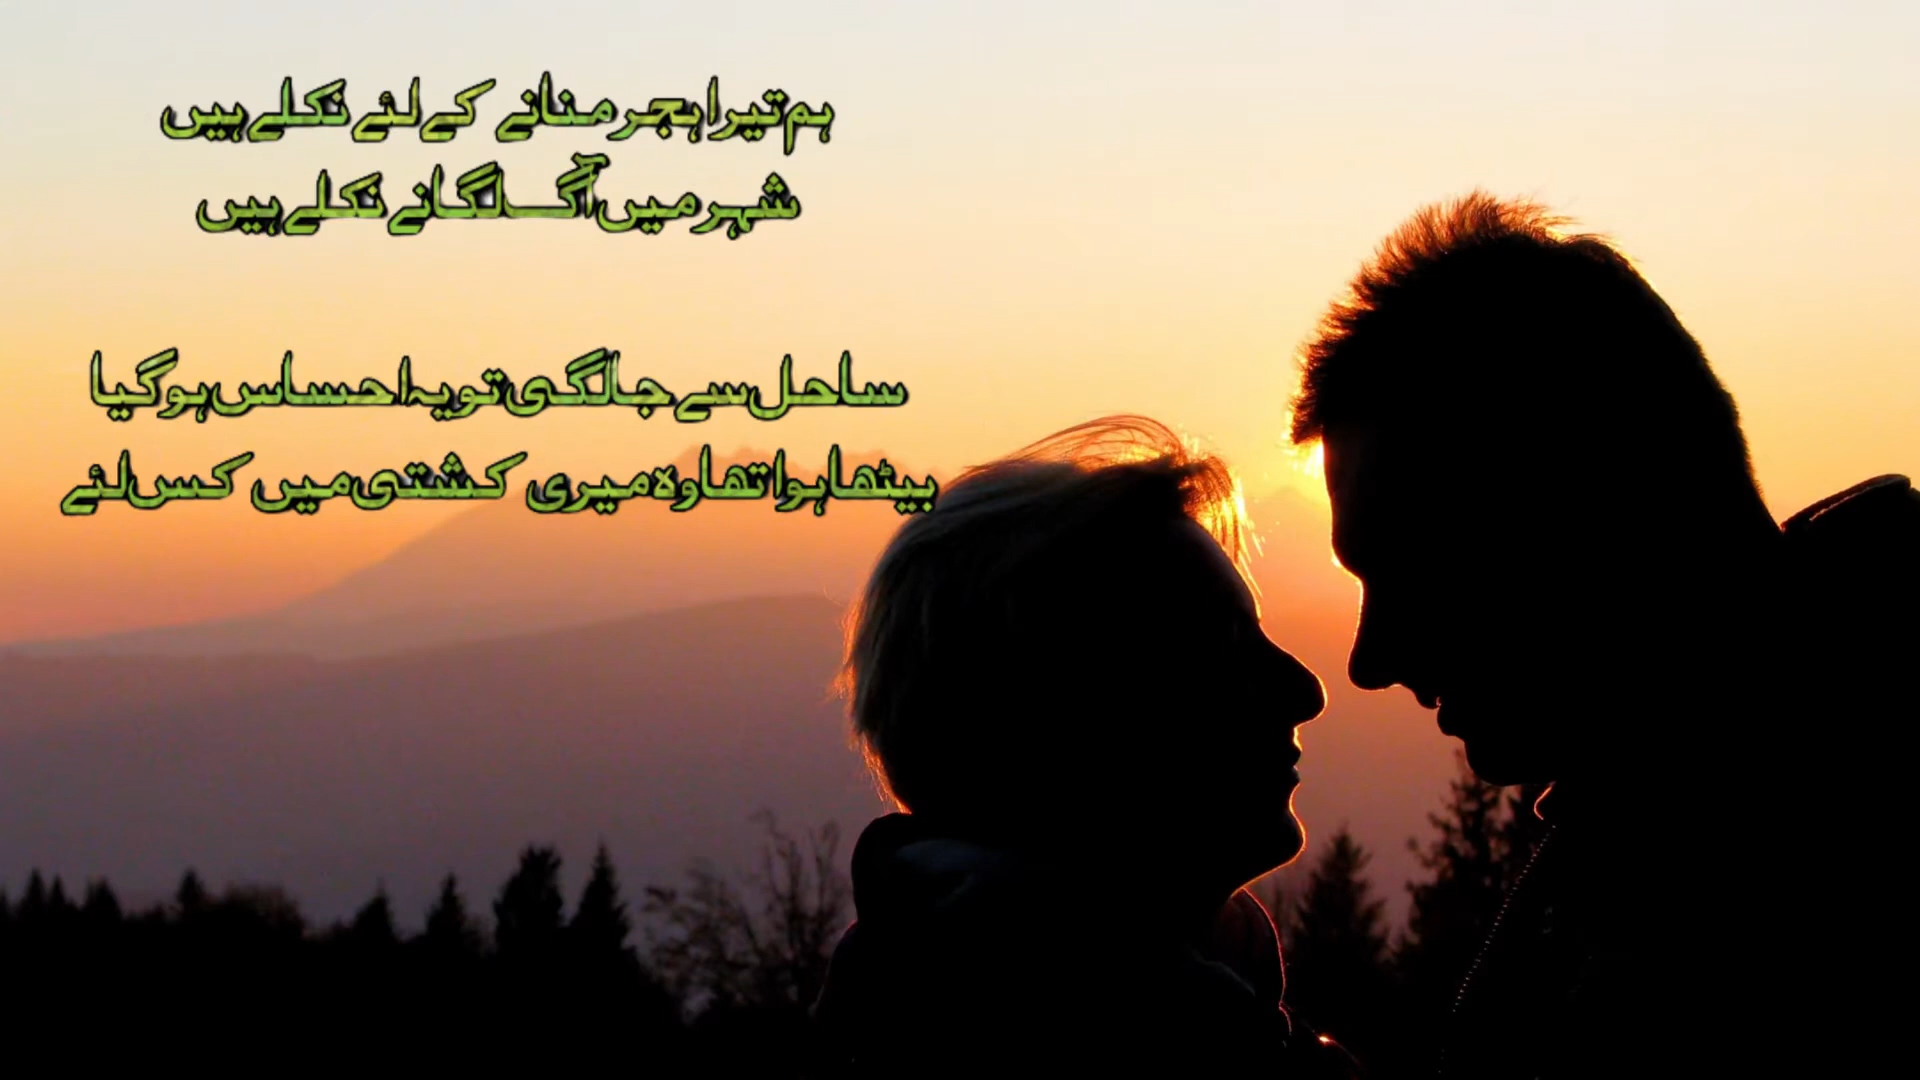 ہم تیرا ہجر منانے کے لئے نکلے ہیں
شہر میں آگ لگانے نکلے ہیں
ساحل سے جا لگی تو یہ احساس ہو گیا
بیٹھا ہوا تھا وہ میری کشتی میں کس لئے